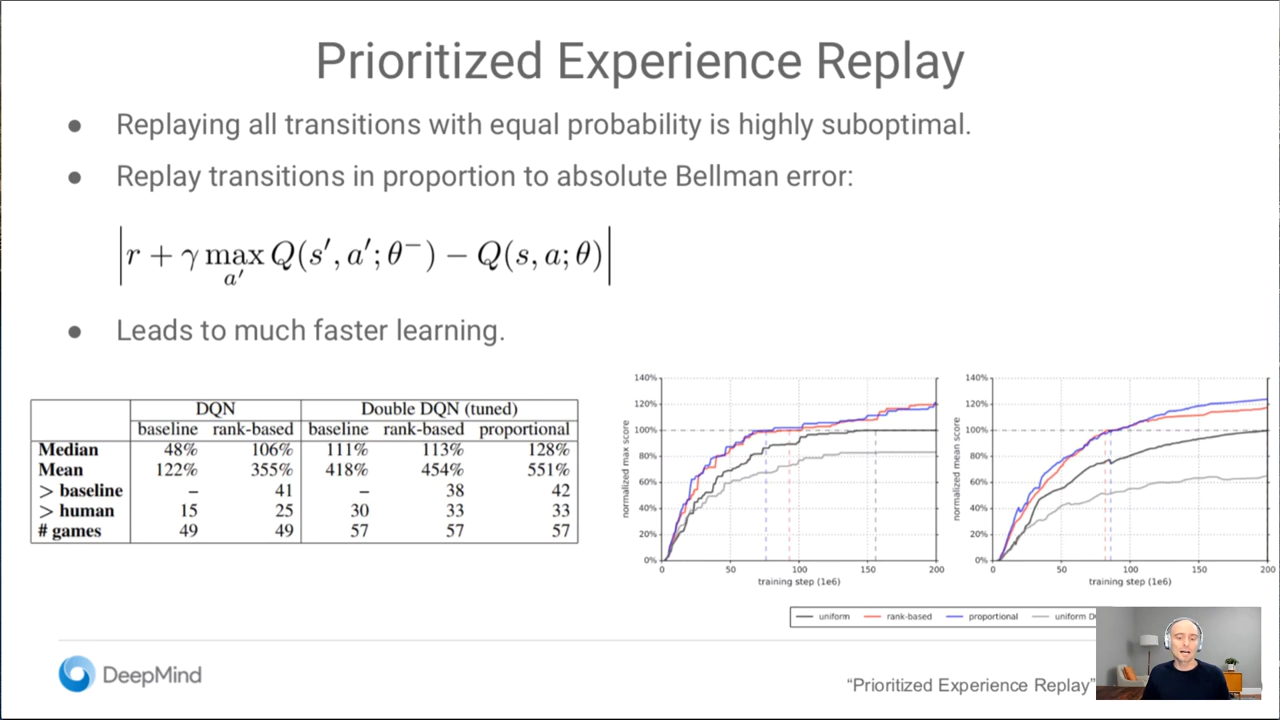 Prioritized Experience Replay
● Replaying all transitions with equal probability is highly suboptimal.
● Replay transitions in proportion to absolute Bellman error:
|r + γ max_{a′} Q(s′, a′; θ⁻) − Q(s, a; θ)|
● Leads to much faster learning.
DQN Double DQN (tuned)
baseline rank-based baseline rank-based proportional
Median 48% 106% 111% 113% 128%
Mean 122% 355% 418% 454% 551%
> baseline – 41 – 38 42
> human 15 25 30 33 33
# games 49 49 57 57 57
normalized max score
140%
120%
100%
80%
60%
40%
20%
0%
0 50 100 150 200
training step (1e6)
normalized mean score
140%
120%
100%
80%
60%
40%
20%
0%
0 50 100 150 200
training step (1e6)
uniform rank-based proportional uniform
DeepMind
“Prioritized Experience Replay”